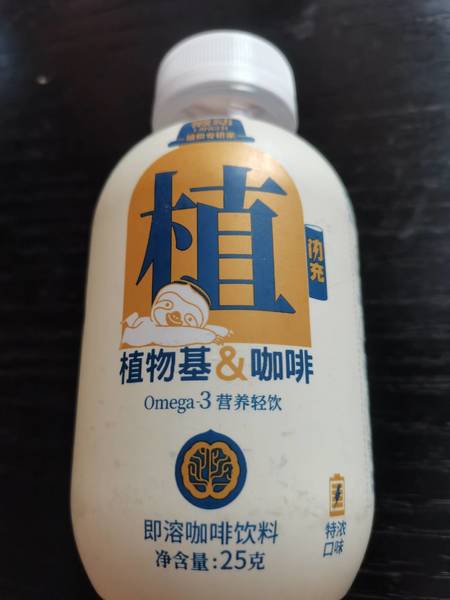 植
闪充
植物基&咖啡
Omega-3 营养轻饮
即溶咖啡饮料
净含量:25克
特浓
口味